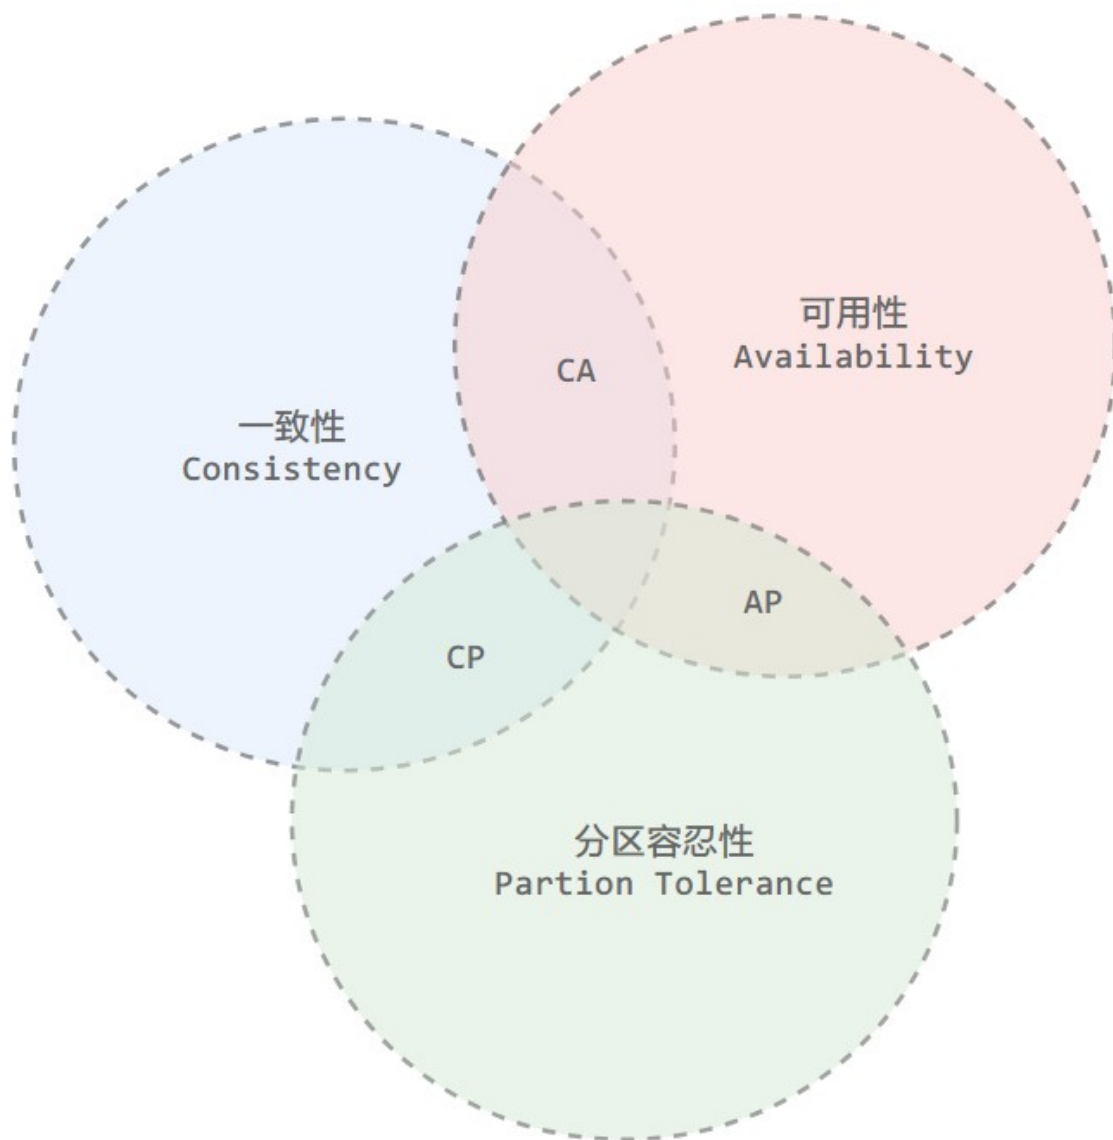 可用性
Availability
CA
一致性
Consistency
AP
CP
分区容忍性
Partion Tolerance